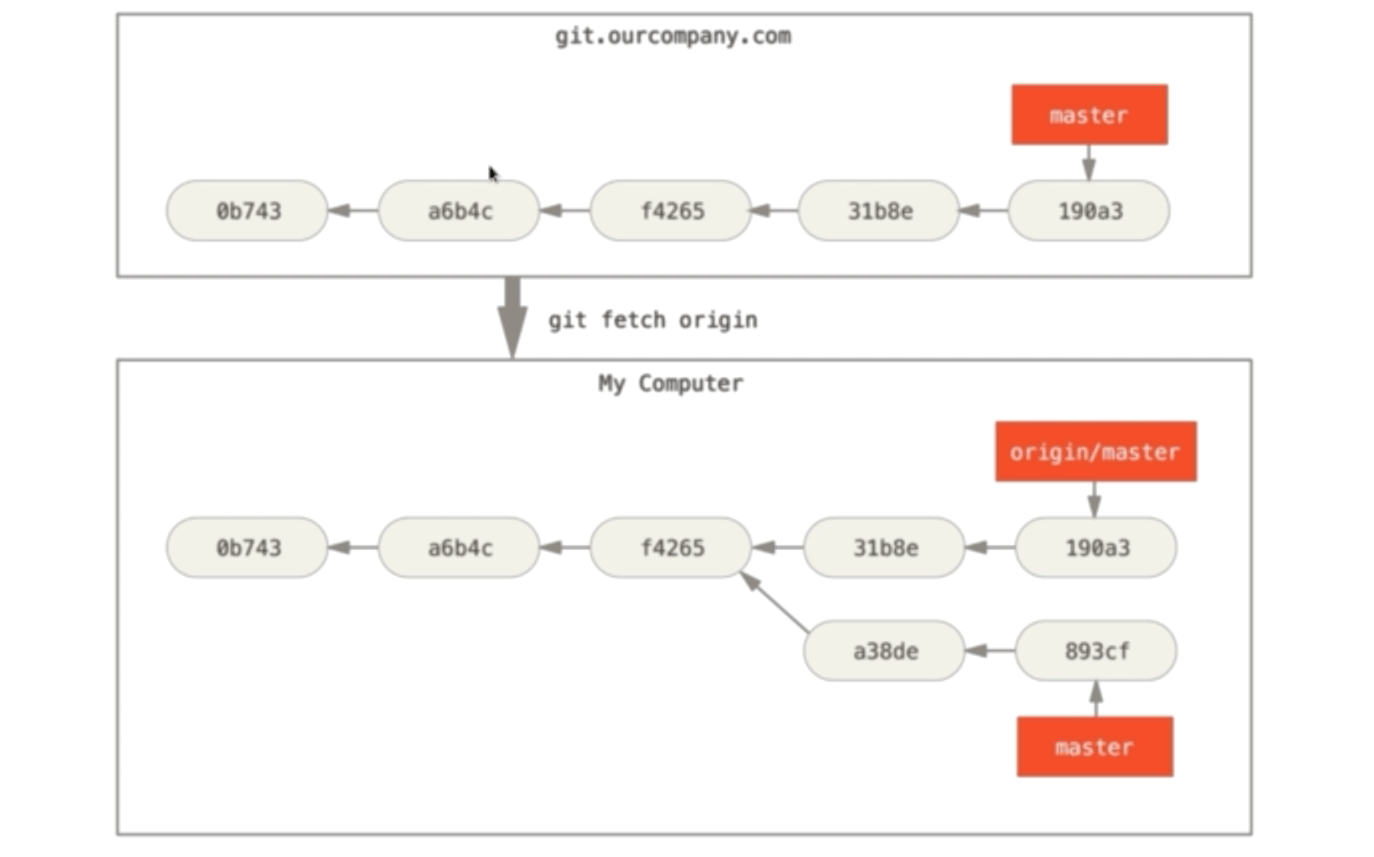 git.ourcompany.com
master
0b743 a6b4c f4265 31b8e 190a3
git fetch origin
My Computer
origin/master
0b743 a6b4c f4265 31b8e 190a3
a38de 893cf
master